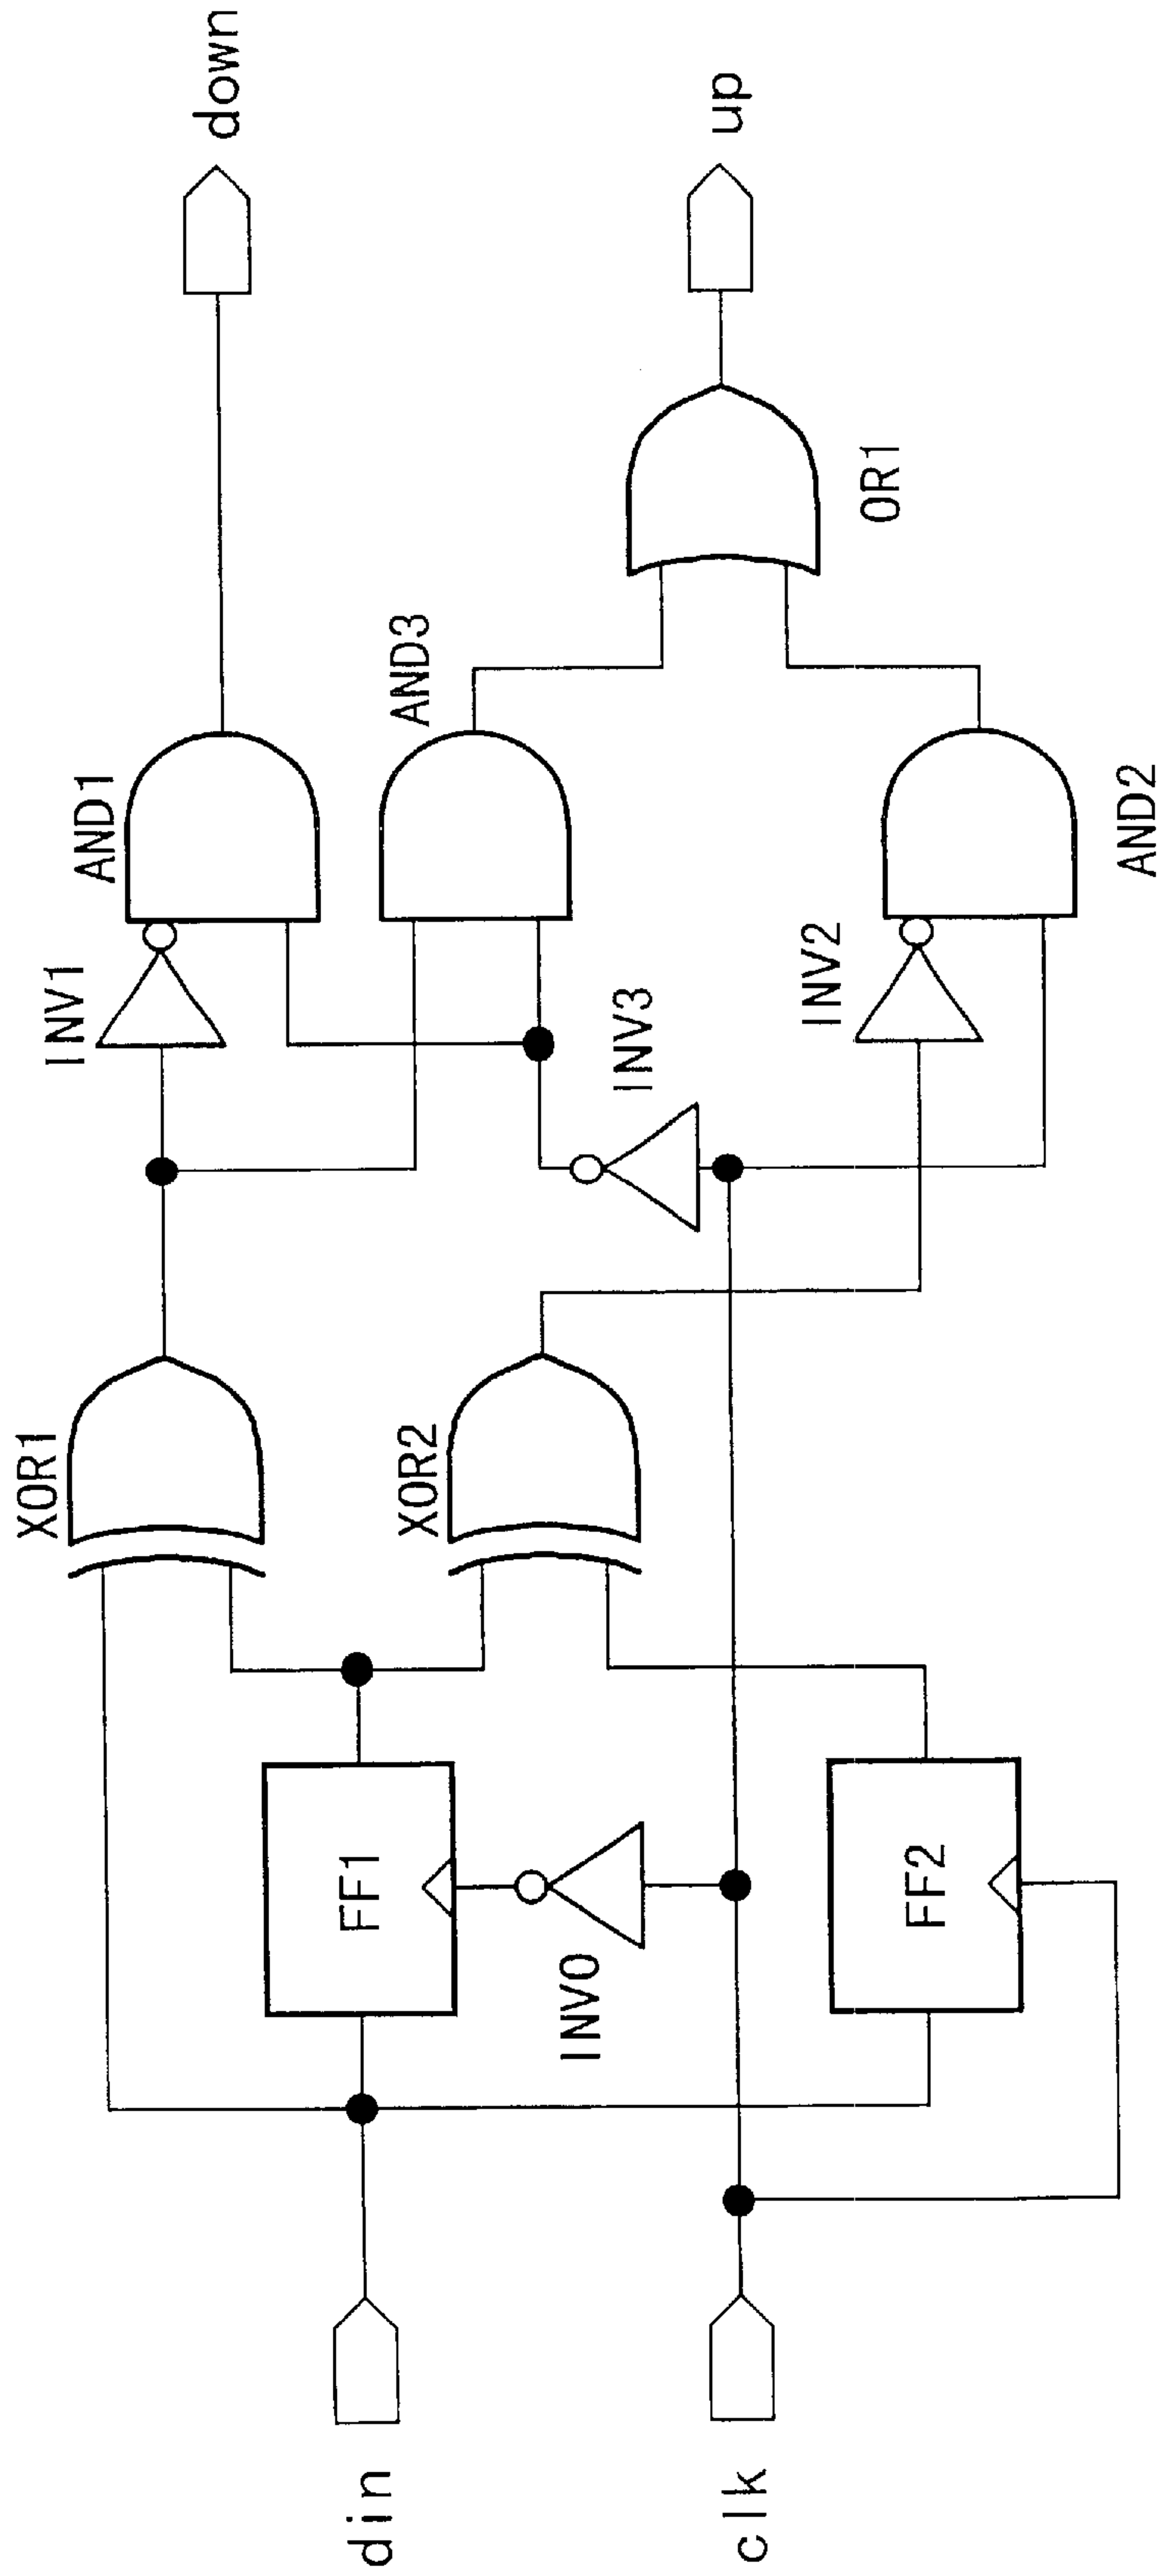 down
up
AND1
INV1
AND3
OR1
INV3
INV2
AND2
XOR1
XOR2
FF1
INV0
FF2
din
clk